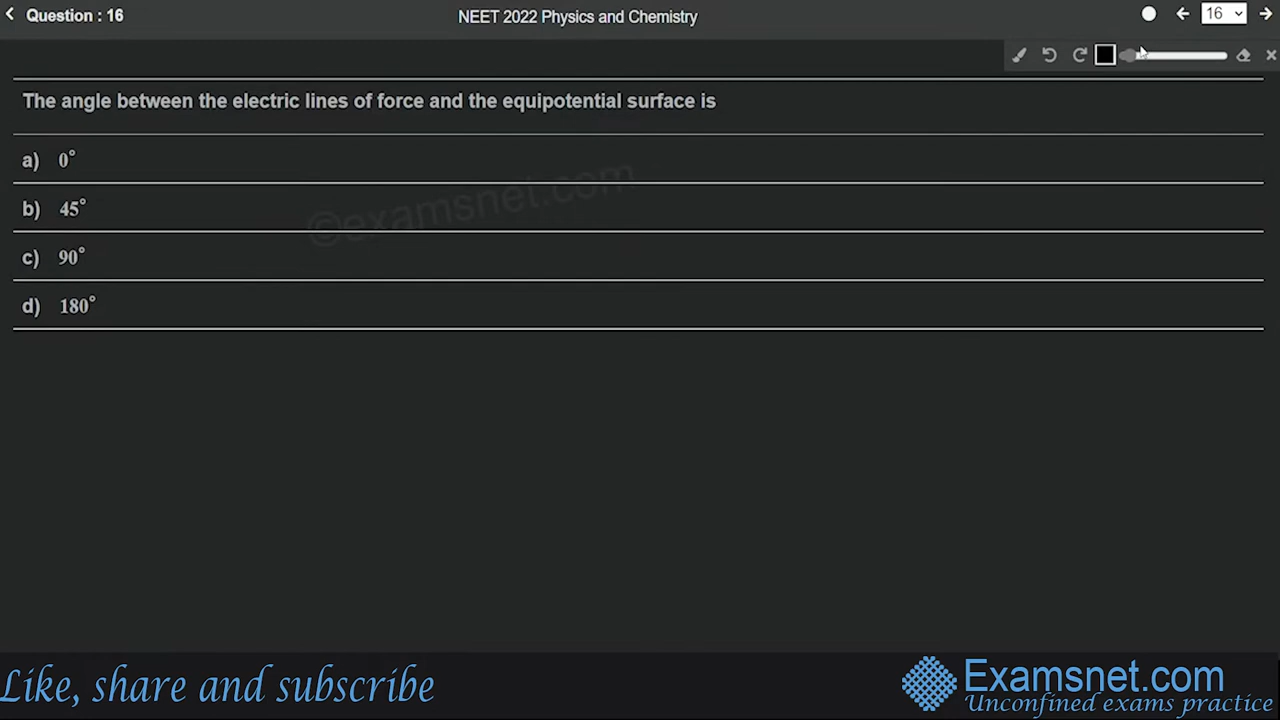 Question : 16
NEET 2022 Physics and Chemistry
16
The angle between the electric lines of force and the equipotential surface is
a) 0°
b) 45°
c) 90°
d) 180°
©examsnet.com
Like, share and subscribe
Examsnet.com
Unconfined exams practice